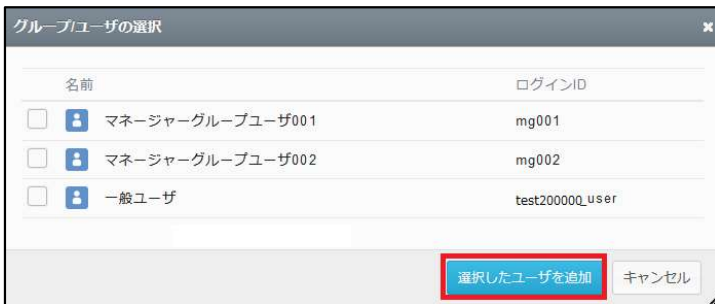 グループ/ユーザの選択
名前 ログインID
マネージャーグループユーザ001 mg001
マネージャーグループユーザ002 mg002
一般ユーザ test200000_user
選択したユーザを追加 キャンセル